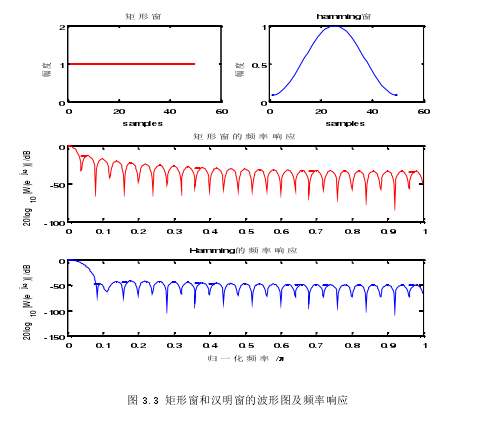 矩形窗
hamming窗
2
1
0
幅度
0 20 40 60
samples
1
0.5
0
幅度
0 20 40 60
samples
矩形窗的频率响应
0
-50
-100
20log10|W(e^jω)|/dB
0 0.1 0.2 0.3 0.4 0.5 0.6 0.7 0.8 0.9 1
Hamming的频率响应
0
-50
-100
-150
20log10|W(e^jω)|/dB
0 0.1 0.2 0.3 0.4 0.5 0.6 0.7 0.8 0.9 1
归一化频率 /π
图 3.3 矩形窗和汉明窗的波形图及频率响应